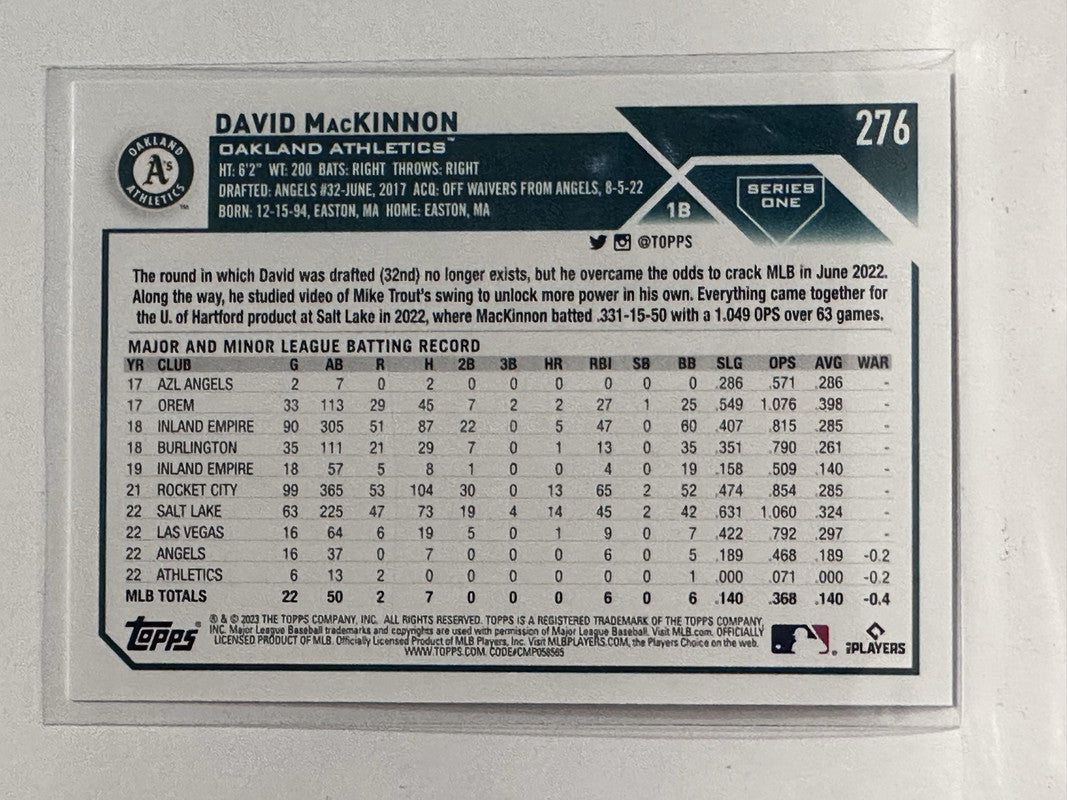 DAVID MacKINNON
276
OAKLAND ATHLETICS™
OAKLAND A's ATHLETICS
HT: 6'2" WT: 200 BATS: RIGHT THROWS: RIGHT
DRAFTED: ANGELS #32-JUNE, 2017 ACQ: OFF WAIVERS FROM ANGELS, 8-5-22
BORN: 12-15-94, EASTON, MA HOME: EASTON, MA
1B
SERIES
ONE
@TOPPS
The round in which David was drafted (32nd) no longer exists, but he overcame the odds to crack MLB in June 2022.
Along the way, he studied video of Mike Trout's swing to unlock more power in his own. Everything came together for
the U. of Hartford product at Salt Lake in 2022, where MacKinnon batted .331-15-50 with a 1.049 OPS over 63 games.
MAJOR AND MINOR LEAGUE BATTING RECORD
YR CLUB G AB R H 2B 3B HR RBI SB BB SLG OPS AVG WAR
17 AZL ANGELS 2 7 0 2 0 0 0 0 0 0 .286 .571 .286 -
17 OREM 33 113 29 45 7 2 2 27 1 25 .549 1.076 .398 -
18 INLAND EMPIRE 90 305 51 87 22 0 5 47 0 60 .407 .815 .285 -
18 BURLINGTON 35 111 21 29 7 0 1 13 0 35 .351 .790 .261 -
19 INLAND EMPIRE 18 57 5 8 1 0 0 4 0 19 .158 .509 .140 -
21 ROCKET CITY 99 365 53 104 30 0 13 65 2 52 .474 .854 .285 -
22 SALT LAKE 63 225 47 73 19 4 14 45 2 42 .631 1.060 .324 -
22 LAS VEGAS 16 64 6 19 5 0 1 9 0 7 .422 .792 .297 -
22 ANGELS 16 37 0 7 0 0 0 6 0 5 .189 .468 .189 -0.2
22 ATHLETICS 6 13 2 0 0 0 0 0 0 1 .000 .071 .000 -0.2
MLB TOTALS 22 50 2 7 0 0 0 6 0 6 .140 .368 .140 -0.4
Topps®
® & © 2023 THE TOPPS COMPANY, INC. ALL RIGHTS RESERVED. TOPPS IS A REGISTERED TRADEMARK OF THE TOPPS COMPANY,
INC. Major League Baseball trademarks and copyrights are used with permission of Major League Baseball. Visit MLB.com. OFFICIALLY
LICENSED PRODUCT OF MLB. Officially Licensed Product of MLB Players, Inc. Visit MLBPLAYERS.COM, the Players Choice on the web.
WWW.TOPPS.COM. CODE#CMP058565
MLB PLAYERS